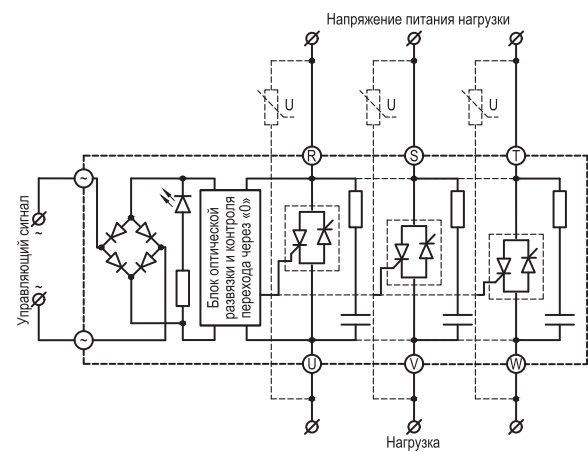 Напряжение питания нагрузки
U
U
U
R
S
T
~
Управляющий сигнал
~
~
Блок оптической
развязки и контроля
перехода через «0»
~
U
V
W
Нагрузка